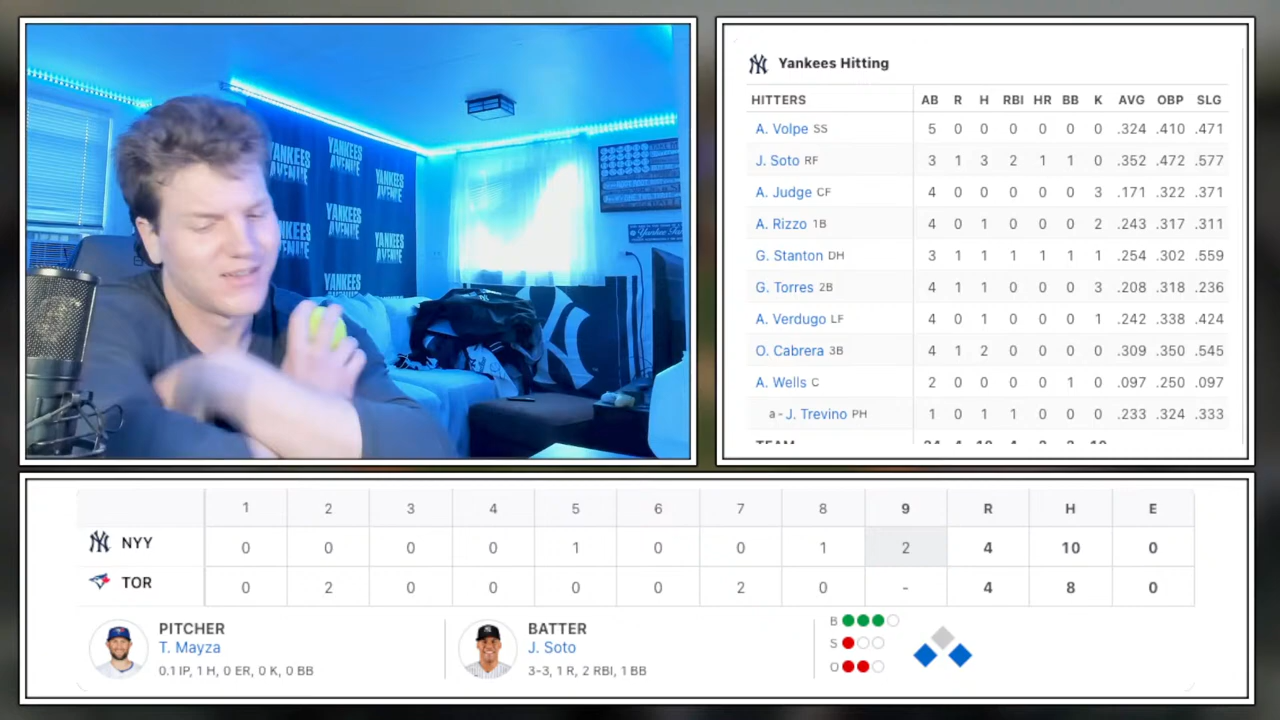 YANKEES AVENUE
YANKEES AVENUE
YANKEES AVENUE
YANKEES AVENUE
YANKEES AVENUE
YANKEES
Yankees Hitting
HITTERS AB R H RBI HR BB K AVG OBP SLG
A. Volpe SS 5 0 0 0 0 0 0 .324 .410 .471
J. Soto RF 3 1 3 2 1 1 0 .352 .472 .577
A. Judge CF 4 0 0 0 0 0 3 .171 .322 .371
A. Rizzo 1B 4 0 1 0 0 0 2 .243 .317 .311
G. Stanton DH 3 1 1 1 1 1 1 .254 .302 .559
G. Torres 2B 4 1 1 0 0 0 3 .208 .318 .236
A. Verdugo LF 4 0 1 0 0 0 1 .242 .338 .424
O. Cabrera 3B 4 1 2 0 0 0 0 .309 .350 .545
A. Wells C 2 0 0 0 0 1 0 .097 .250 .097
a - J. Trevino PH 1 0 1 1 0 0 0 .233 .324 .333
1 2 3 4 5 6 7 8 9 R H E
NYY 0 0 0 0 1 0 0 1 2 4 10 0
TOR 0 2 0 0 0 0 2 0 - 4 8 0
PITCHER
T. Mayza
0.1 IP, 1 H, 0 ER, 0 K, 0 BB
BATTER
J. Soto
3-3, 1 R, 2 RBI, 1 BB
B
S
O